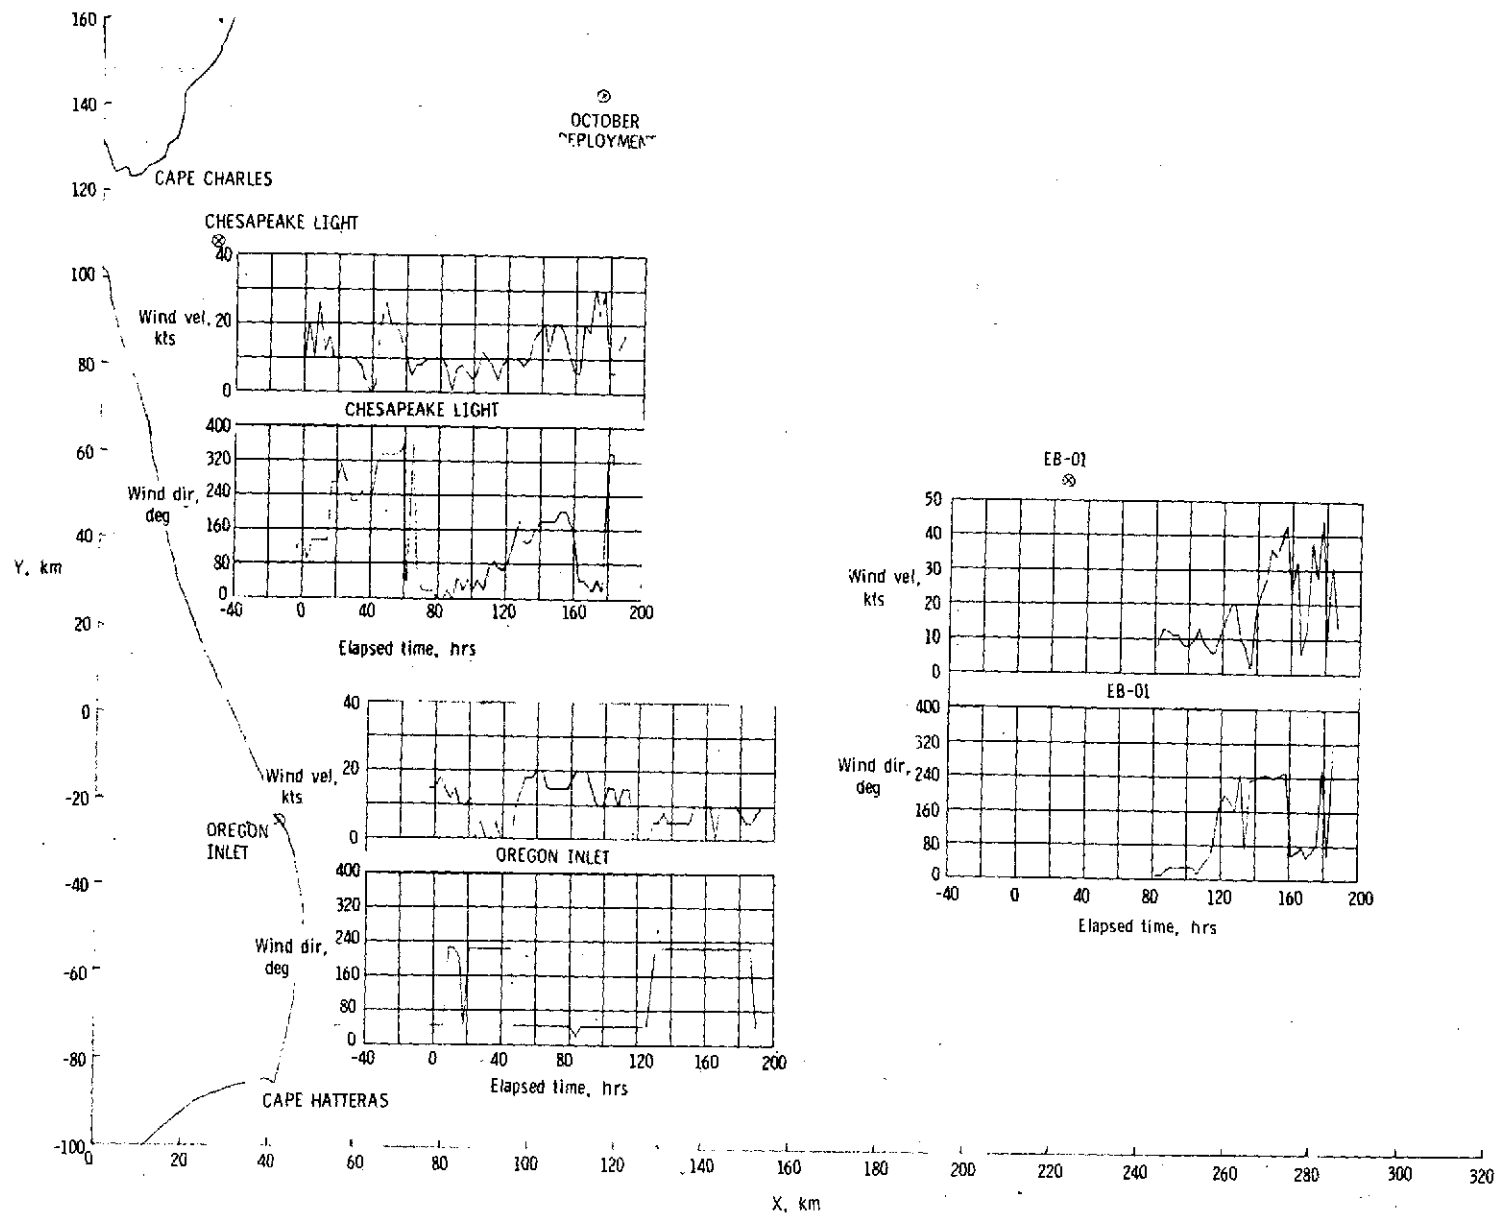 160
140
120
100
80
60
40
20
0
-20
-40
-60
-80
-100
Y, km
0 20 40 60 80 100 120 140 160 180 200 220 240 260 280 300 320
X, km
OCTOBER
CAPE CHARLES
CHESAPEAKE LIGHT
40
20
0
Wind vel,
kts
CHESAPEAKE LIGHT
400
320
240
160
80
0
Wind dir,
deg
-40 0 40 80 120 160 200
Elapsed time, hrs
40
20
0
Wind vel,
kts
OREGON
INLET
OREGON INLET
400
320
240
160
80
0
Wind dir,
deg
-40 0 40 80 120 160 200
Elapsed time, hrs
CAPE HATTERAS
EB-01
50
40
30
20
10
0
Wind vel,
kts
EB-01
400
320
240
160
80
0
Wind dir,
deg
-40 0 40 80 120 160 200
Elapsed time, hrs